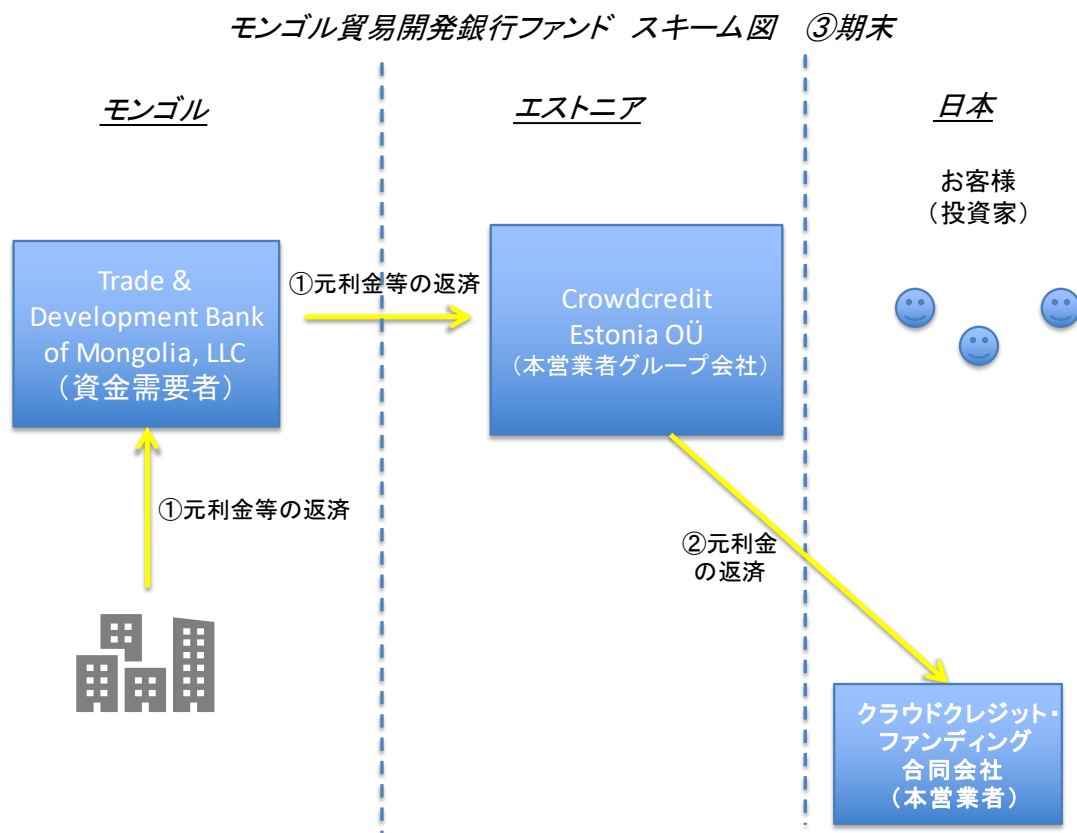 モンゴル貿易開発銀行ファンド スキーム図 ③期末
モンゴル
エストニア
日本
お客様
（投資家）
Trade &
Development Bank
of Mongolia, LLC
（資金需要者）
①元利金等の返済
Crowdcredit
Estonia OÜ
（本営業者グループ会社）
①元利金等の返済
②元利金
の返済
クラウドクレジット・
ファンディング
合同会社
（本営業者）